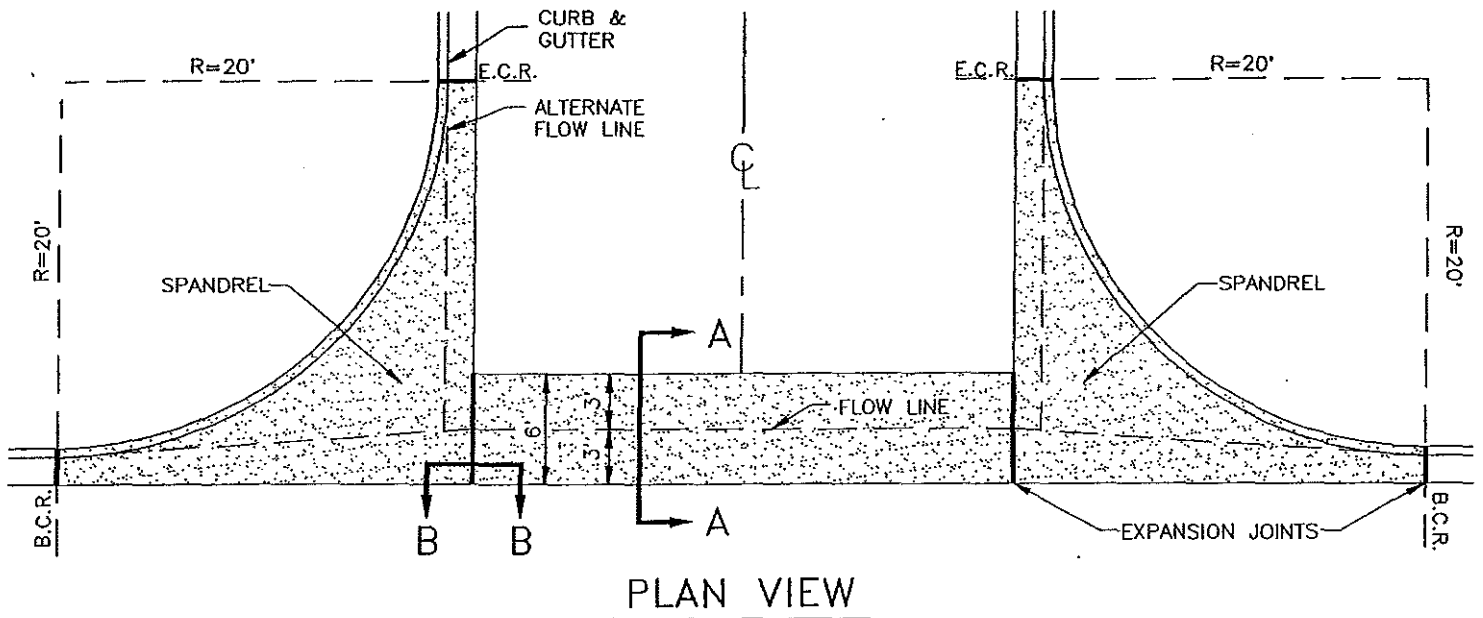 CURB &
GUTTER
R=20'
E.C.R.
E.C.R.
R=20'
ALTERNATE
FLOW LINE
℄
R=20'
R=20'
SPANDREL
SPANDREL
A
6
3'
3'
FLOW LINE
B
B
A
B.C.R.
B.C.R.
EXPANSION JOINTS
PLAN VIEW